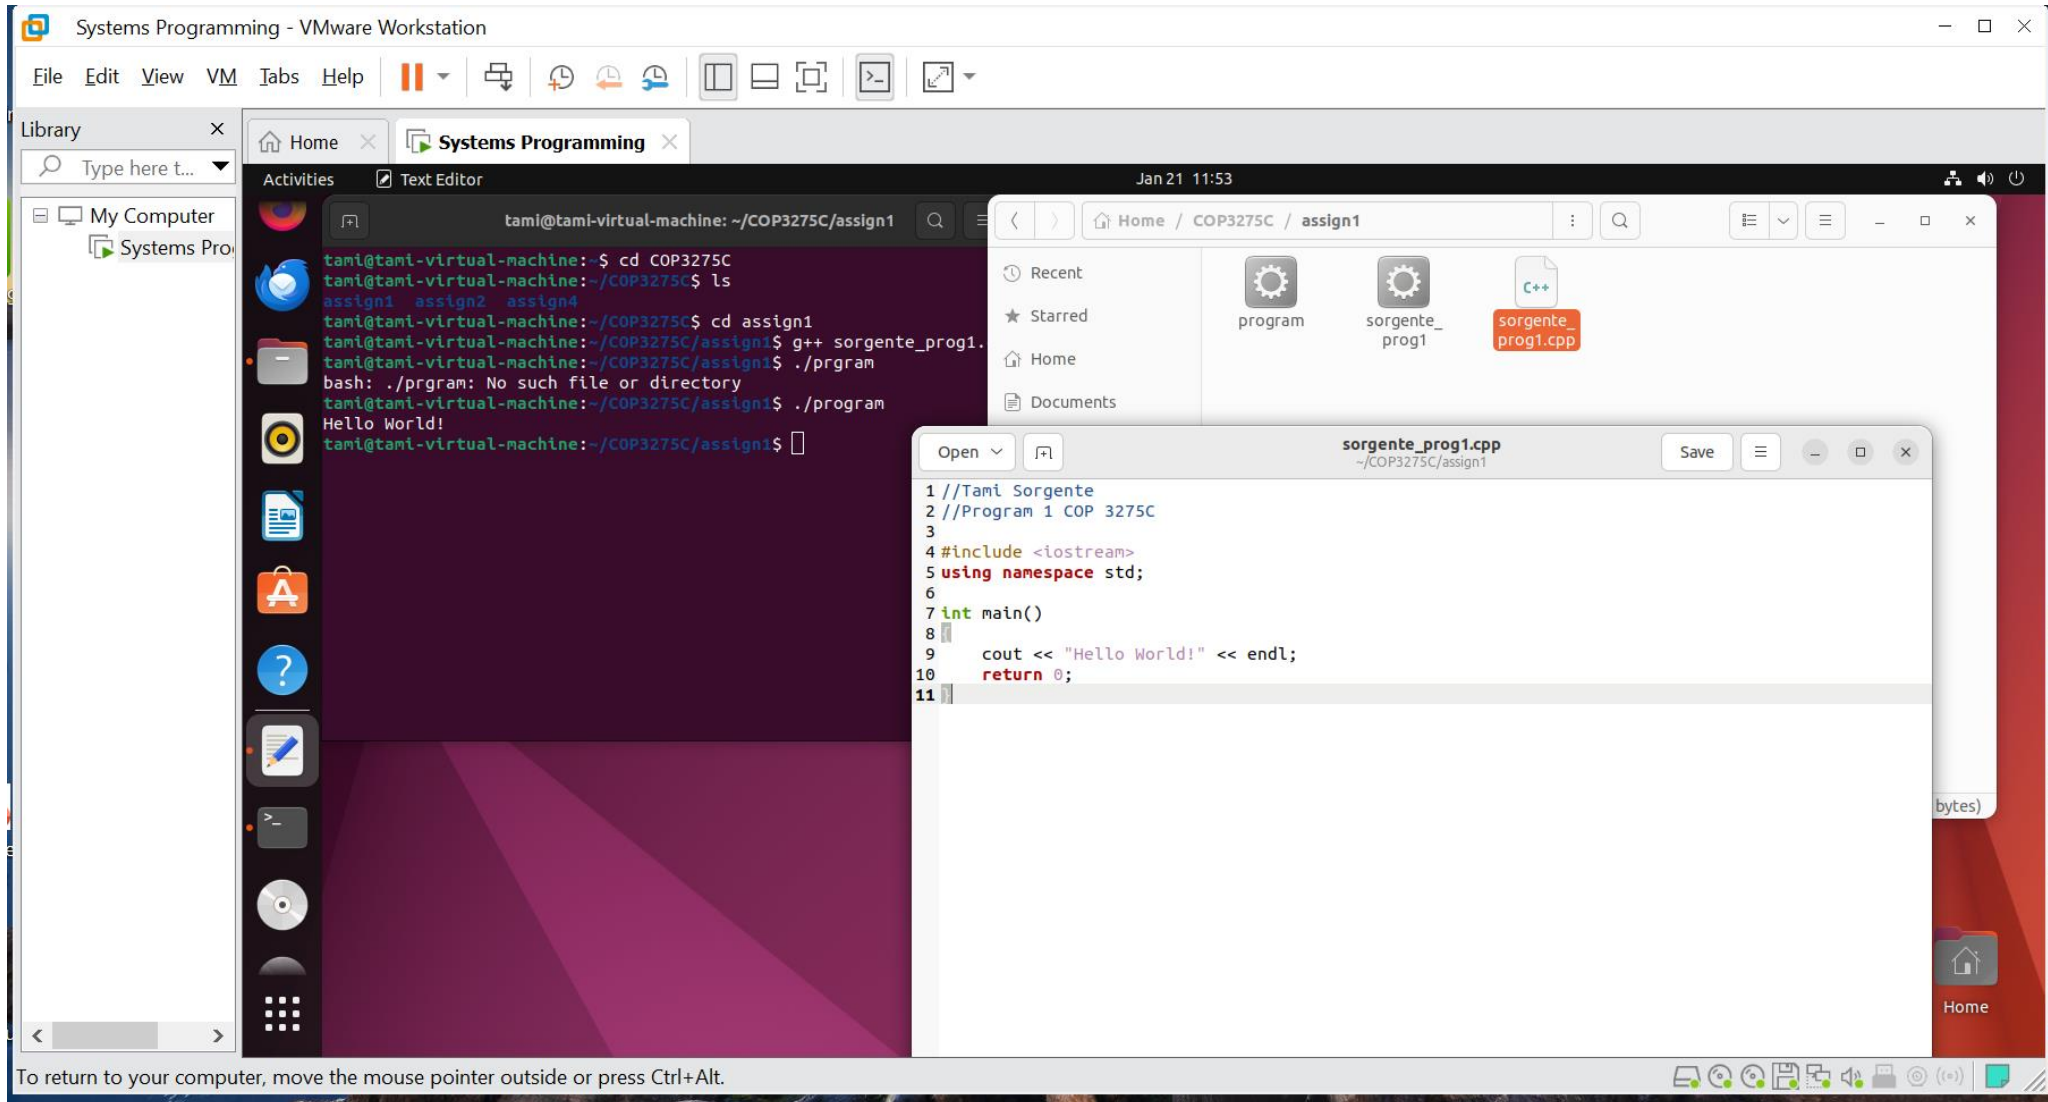 Systems Programming - VMware Workstation
File Edit View VM Tabs Help
Library
Type here t...
My Computer
Systems Pro
Home
Systems Programming
Activities Text Editor Jan 21 11:53
tami@tami-virtual-machine: ~/COP3275C/assign1
tami@tami-virtual-machine:~$ cd COP3275C
tami@tami-virtual-machine:~/COP3275C$ ls
assign1 assign2 assign4
tami@tami-virtual-machine:~/COP3275C$ cd assign1
tami@tami-virtual-machine:~/COP3275C/assign1$ g++ sorgente_prog1.
tami@tami-virtual-machine:~/COP3275C/assign1$ ./prgram
bash: ./prgram: No such file or directory
tami@tami-virtual-machine:~/COP3275C/assign1$ ./program
Hello World!
tami@tami-virtual-machine:~/COP3275C/assign1$
Home / COP3275C / assign1
Recent
Starred
Home
Documents
program
sorgente_
prog1
C++
sorgente_
prog1.cpp
bytes)
Open
sorgente_prog1.cpp
~/COP3275C/assign1
Save
1 //Tami Sorgente
2 //Program 1 COP 3275C
3
4 #include <iostream>
5 using namespace std;
6
7 int main()
8 {
9 cout << "Hello World!" << endl;
10 return 0;
11 }
Home
To return to your computer, move the mouse pointer outside or press Ctrl+Alt.